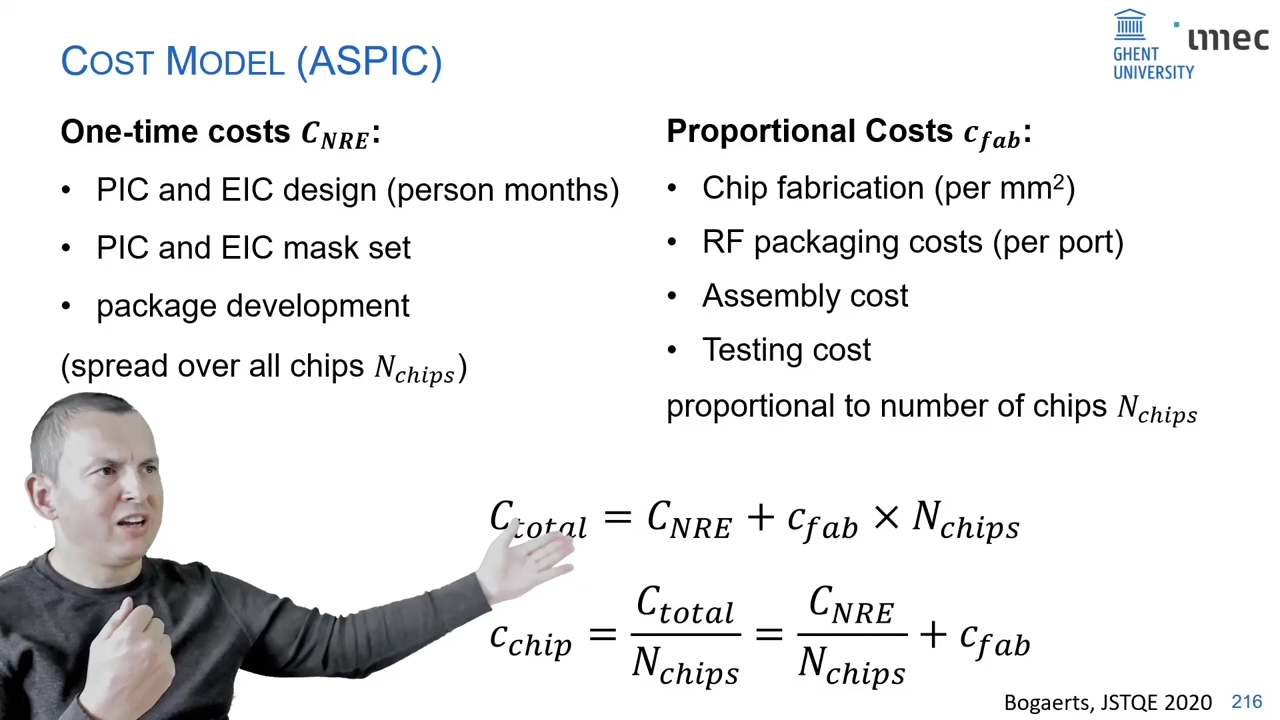 COST MODEL (ASPIC)
GHENT
UNIVERSITY
imec
One-time costs C_NRE:
• PIC and EIC design (person months)
• PIC and EIC mask set
• package development
(spread over all chips N_chips)
Proportional Costs c_fab:
• Chip fabrication (per mm²)
• RF packaging costs (per port)
• Assembly cost
• Testing cost
proportional to number of chips N_chips
C_total = C_NRE + c_fab × N_chips
c_chip = C_total / N_chips = C_NRE / N_chips + c_fab
Bogaerts, JSTQE 2020 216